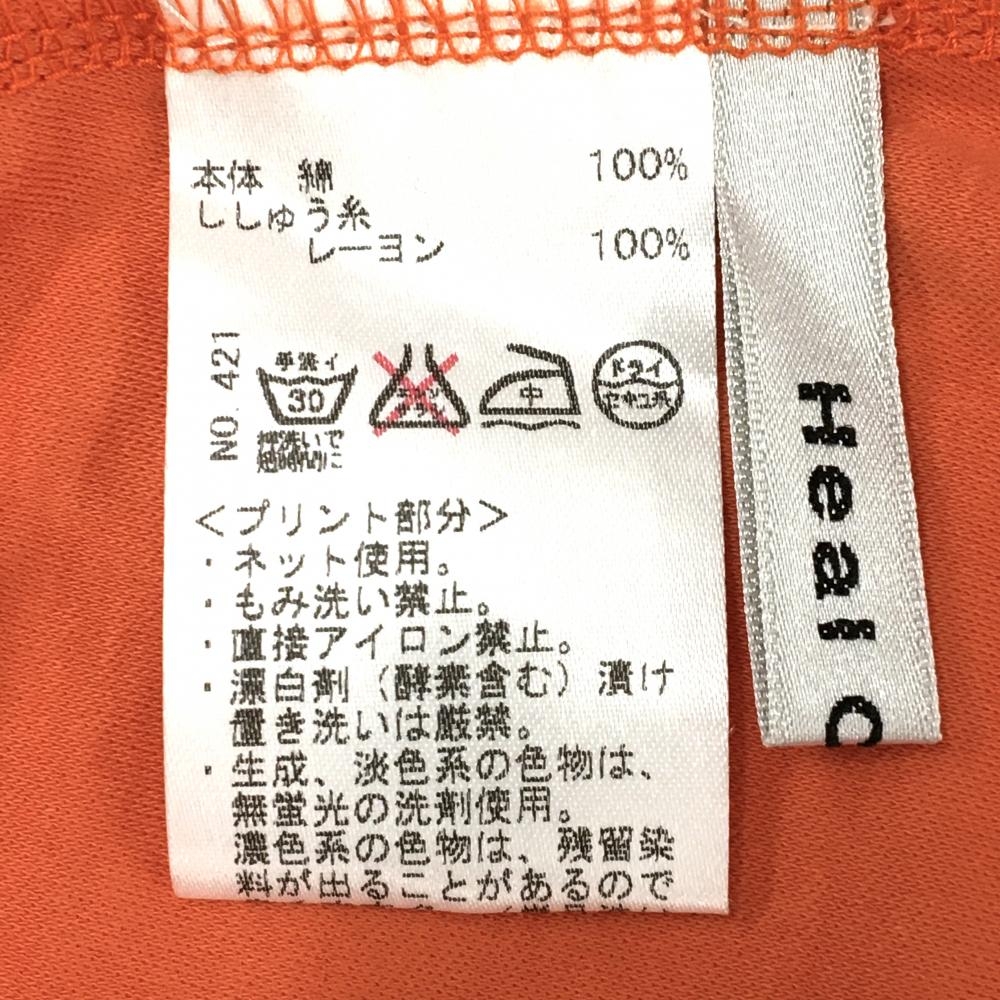 本体 綿 100%
ししゅう糸
レーヨン 100%
NO. 421
手洗イ
30
押洗いで
短時間に
エンソ
サラシ
中
ドライ
セキユ系
<プリント部分>
・ネット使用。
・もみ洗い禁止。
・直接アイロン禁止。
・漂白剤(酵素含む)漬け
置き洗いは厳禁。
・生成、淡色系の色物は、
無蛍光の洗剤使用。
濃色系の色物は、残留染
料が出ることがあるので
Heal C